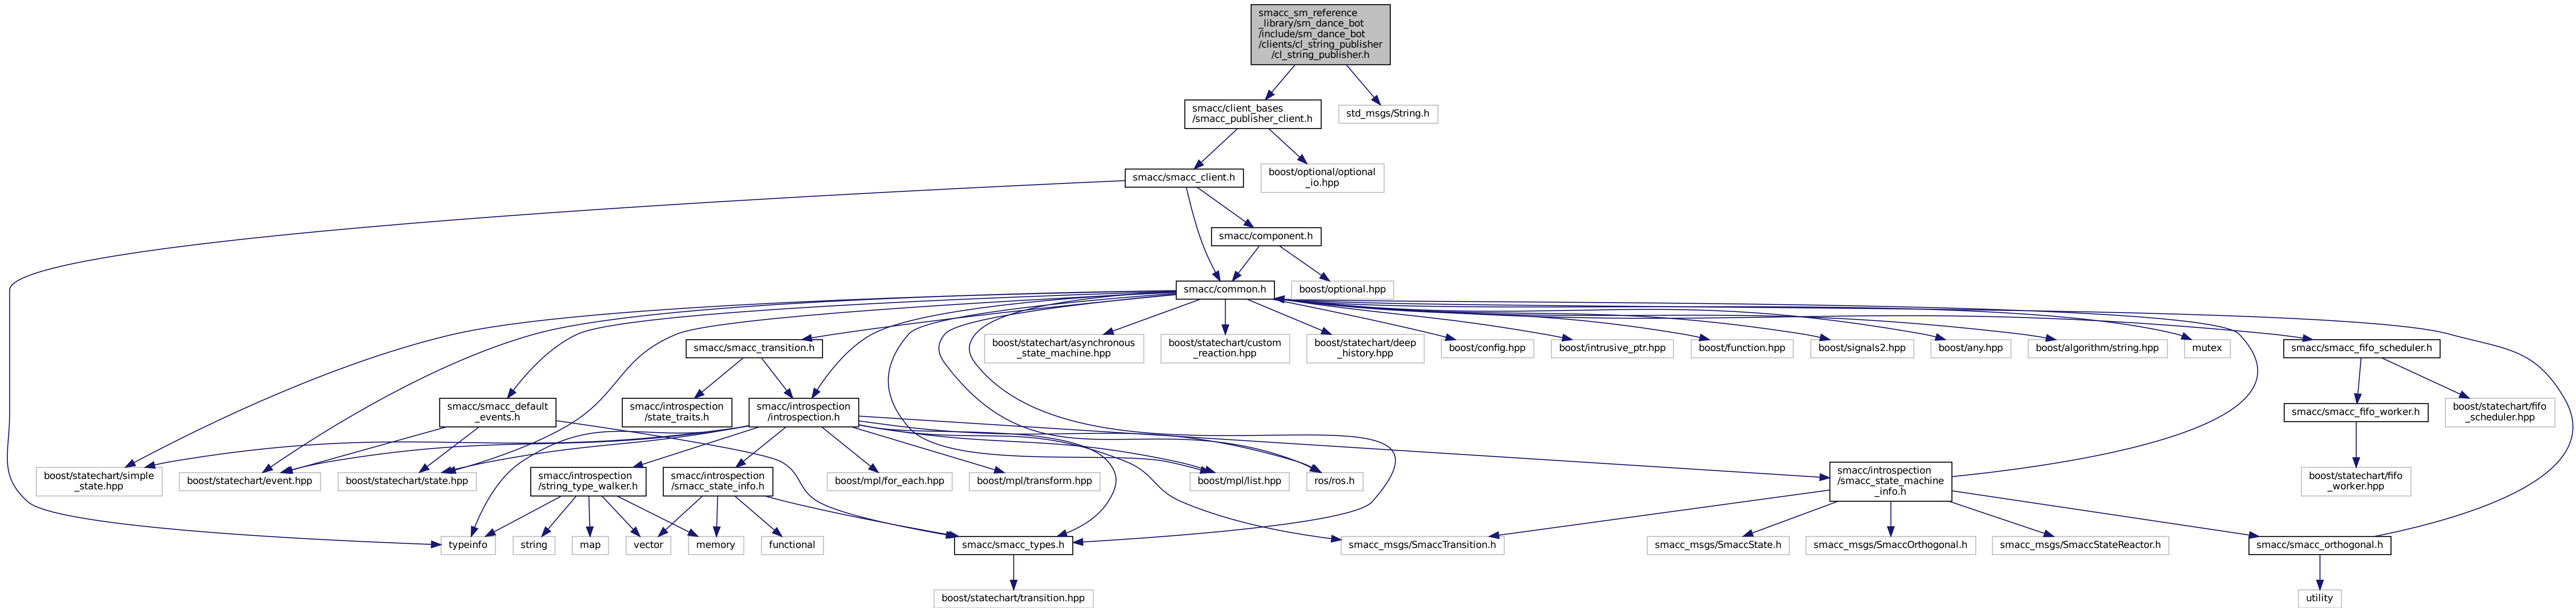 smacc_sm_reference
_library/sm_dance_bot
/include/sm_dance_bot
/clients/cl_string_publisher
/cl_string_publisher.h
smacc/client_bases
/smacc_publisher_client.h
std_msgs/String.h
smacc/smacc_client.h
boost/optional/optional
_io.hpp
smacc/component.h
smacc/common.h
boost/optional.hpp
smacc/smacc_transition.h
boost/statechart/asynchronous
_state_machine.hpp
boost/statechart/custom
_reaction.hpp
boost/statechart/deep
_history.hpp
boost/config.hpp
boost/intrusive_ptr.hpp
boost/function.hpp
boost/signals2.hpp
boost/any.hpp
boost/algorithm/string.hpp
mutex
smacc/smacc_fifo_scheduler.h
smacc/smacc_default
_events.h
smacc/introspection
/state_traits.h
smacc/introspection
/introspection.h
smacc/smacc_fifo_worker.h
boost/statechart/fifo
_scheduler.hpp
boost/statechart/simple
_state.hpp
boost/statechart/event.hpp
boost/statechart/state.hpp
smacc/introspection
/string_type_walker.h
smacc/introspection
/smacc_state_info.h
boost/mpl/for_each.hpp
boost/mpl/transform.hpp
boost/mpl/list.hpp
ros/ros.h
smacc/introspection
/smacc_state_machine
_info.h
boost/statechart/fifo
_worker.hpp
typeinfo
string
map
vector
memory
functional
smacc/smacc_types.h
smacc_msgs/SmaccTransition.h
smacc_msgs/SmaccState.h
smacc_msgs/SmaccOrthogonal.h
smacc_msgs/SmaccStateReactor.h
smacc/smacc_orthogonal.h
boost/statechart/transition.hpp
utility